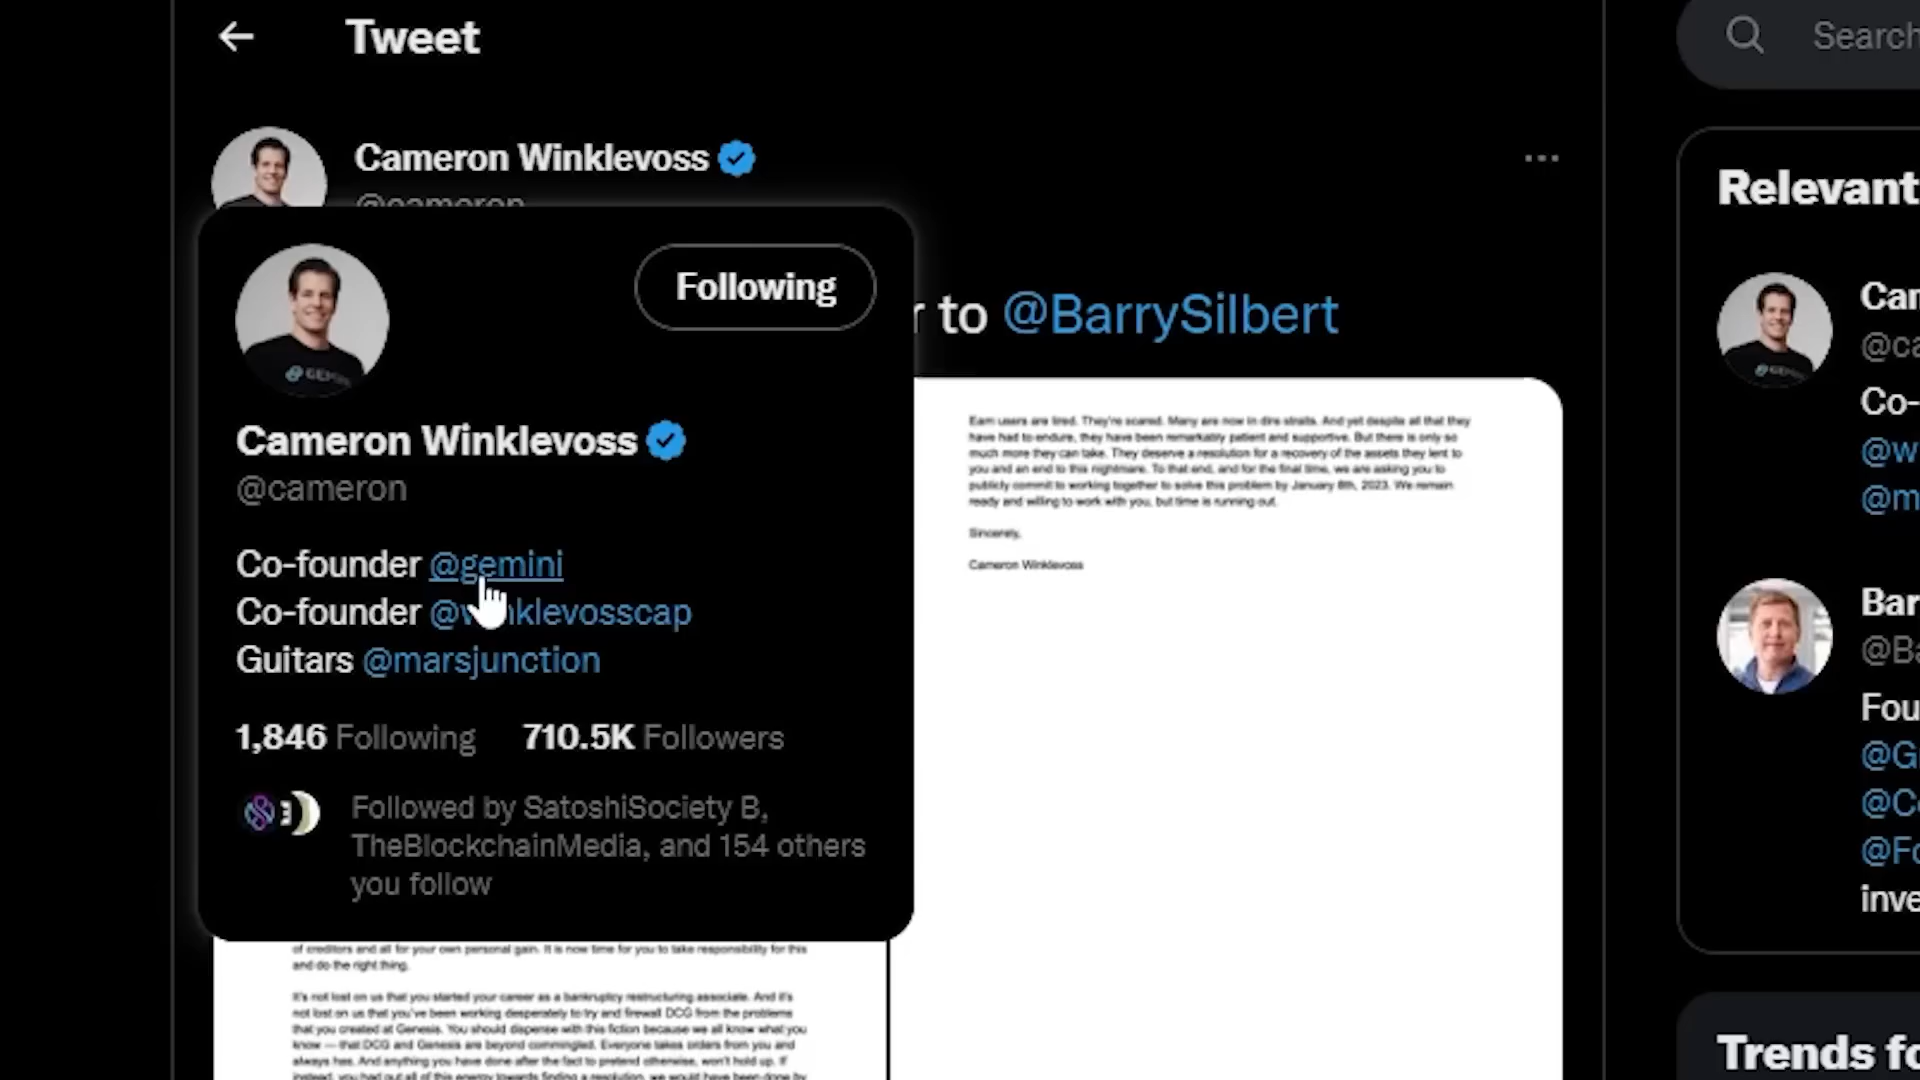 Tweet
Search
Cameron Winklevoss
@cameron
Following
Cameron Winklevoss
@cameron
Co-founder @gemini
Co-founder @w nklevosscap
Guitars @marsjunction
1,846 Following 710.5K Followers
Followed by SatoshiSociety B,
TheBlockchainMedia, and 154 others
you follow
r to @BarrySilbert
Earn users are tired. They're scared. Many are now in dire straits. And yet despite all that they
have had to endure, they have been remarkably patient and supportive. But there is only so
much more they can take. They deserve a resolution for a recovery of the assets they lent to
you and an end to this nightmare. To that end, and for the final time, we are asking you to
publicly commit to working together to solve this problem by January 8th, 2023. We remain
ready and willing to work with you, but time is running out.
Sincerely,
Cameron Winklevoss
of creditors and all for your own personal gain. It is now time for you to take responsibility for this
and do the right thing.
It's not lost on us that you started your career as a bankruptcy restructuring associate. And it's
not lost on us that you've been working desperately to try and firewall DCG from the problems
that you created at Genesis. You should dispense with this fiction because we all know what you
know — that DCG and Genesis are beyond commingled. Everyone takes orders from you and
always has. And anything you have done after the fact to pretend otherwise, won't hold up. If
instead, you had put all of this energy towards finding a resolution, we would have been done by
Relevant
Can
@ca
Co-
@w
@m
Bar
@Ba
Fou
@G
@C
@Fo
inve
Trends fo